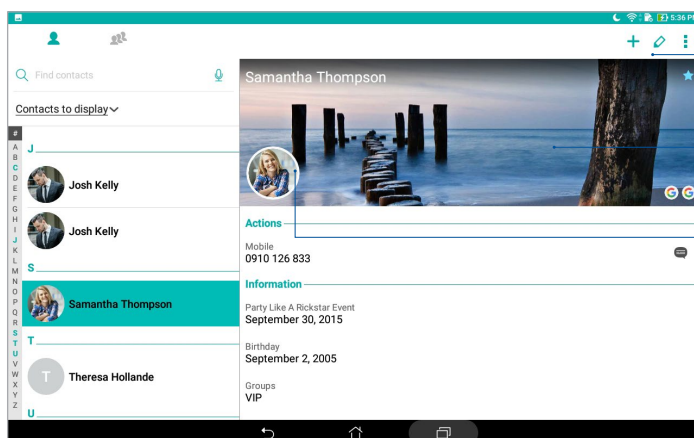 5:36 P
Find contacts
Contacts to display
Samantha Thompson
#
A
B
C
D
E
F
G
H
I
J
K
L
M
N
O
P
Q
R
S
T
U
V
W
X
Y
Z
J
Josh Kelly
Josh Kelly
S
Samantha Thompson
T
T
Theresa Hollande
U
G G
Actions
Mobile
0910 126 833
Information
Party Like A Rickstar Event
September 30, 2015
Birthday
September 2, 2005
Groups
VIP